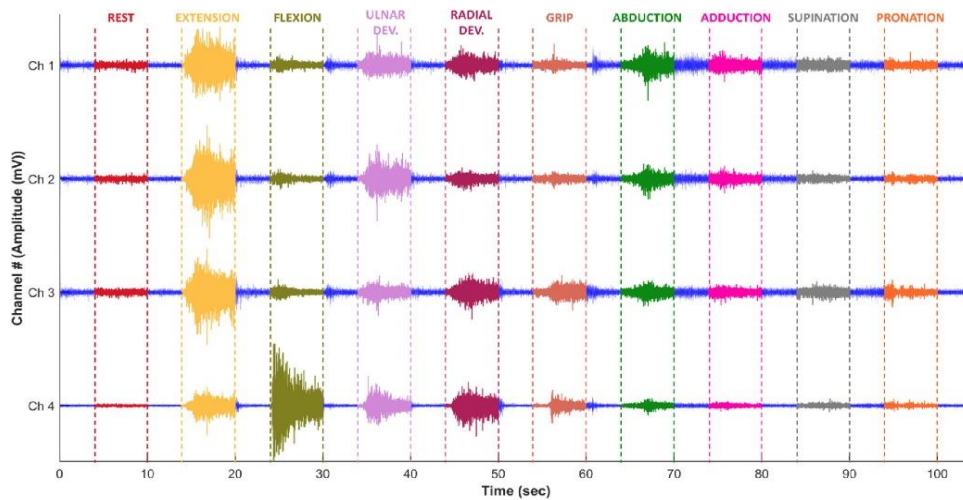 REST EXTENSION FLEXION ULNAR DEV. RADIAL DEV. GRIP ABDUCTION ADDUCTION SUPINATION PRONATION
Channel # (Amplitude (mV))
Ch 1
Ch 2
Ch 3
Ch 4
0 10 20 30 40 50 60 70 80 90 100
Time (sec)